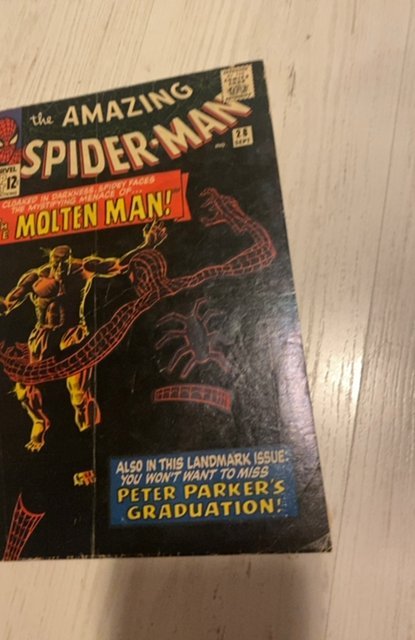 the AMAZING
SPIDER-MAN
28
SEPT
12
CLOAKED IN DARKNESS, SPIDEY FACES
THE MYSTIFYING MENACE OF...
MOLTEN MAN!"
ALSO IN THIS LANDMARK ISSUE:
YOU WON'T WANT TO MISS
PETER PARKER'S
GRADUATION!